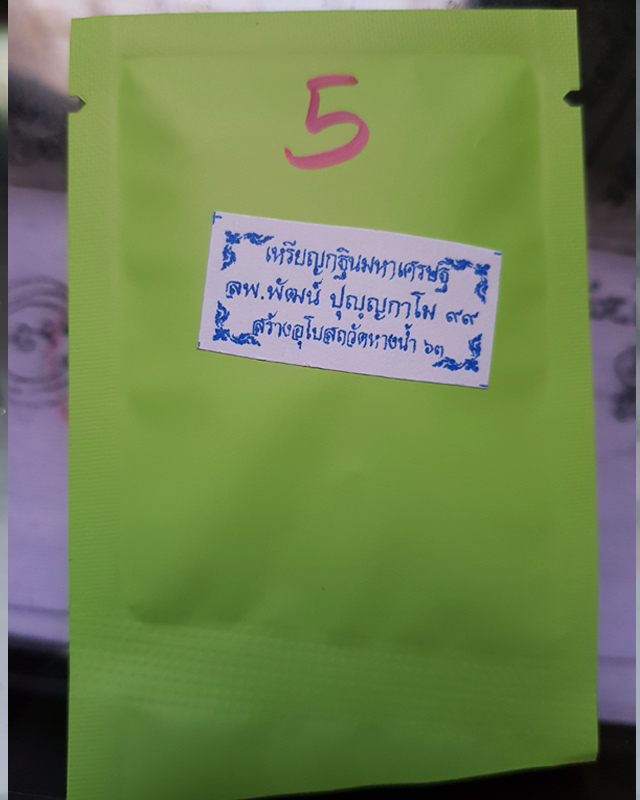 5
เหรียญกฐินมหาเศรษฐี
ลพ.พัฒน์ ปุญฺญกาโม ๙๙
สร้างอุโบสถวัดหางน้ำ ๖๓